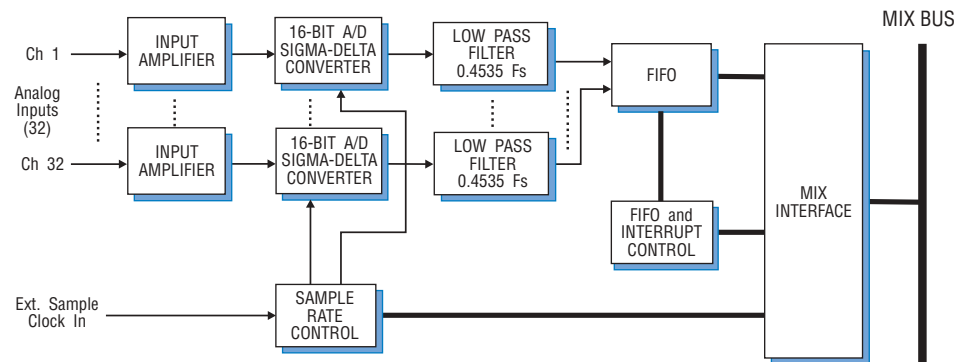 MIX BUS
Ch 1
INPUT
AMPLIFIER
16-BIT A/D
SIGMA-DELTA
CONVERTER
LOW PASS
FILTER
0.4535 Fs
FIFO
Analog
Inputs
(32)
Ch 32
INPUT
AMPLIFIER
16-BIT A/D
SIGMA-DELTA
CONVERTER
LOW PASS
FILTER
0.4535 Fs
MIX
INTERFACE
FIFO and
INTERRUPT
CONTROL
Ext. Sample
Clock In
SAMPLE
RATE
CONTROL